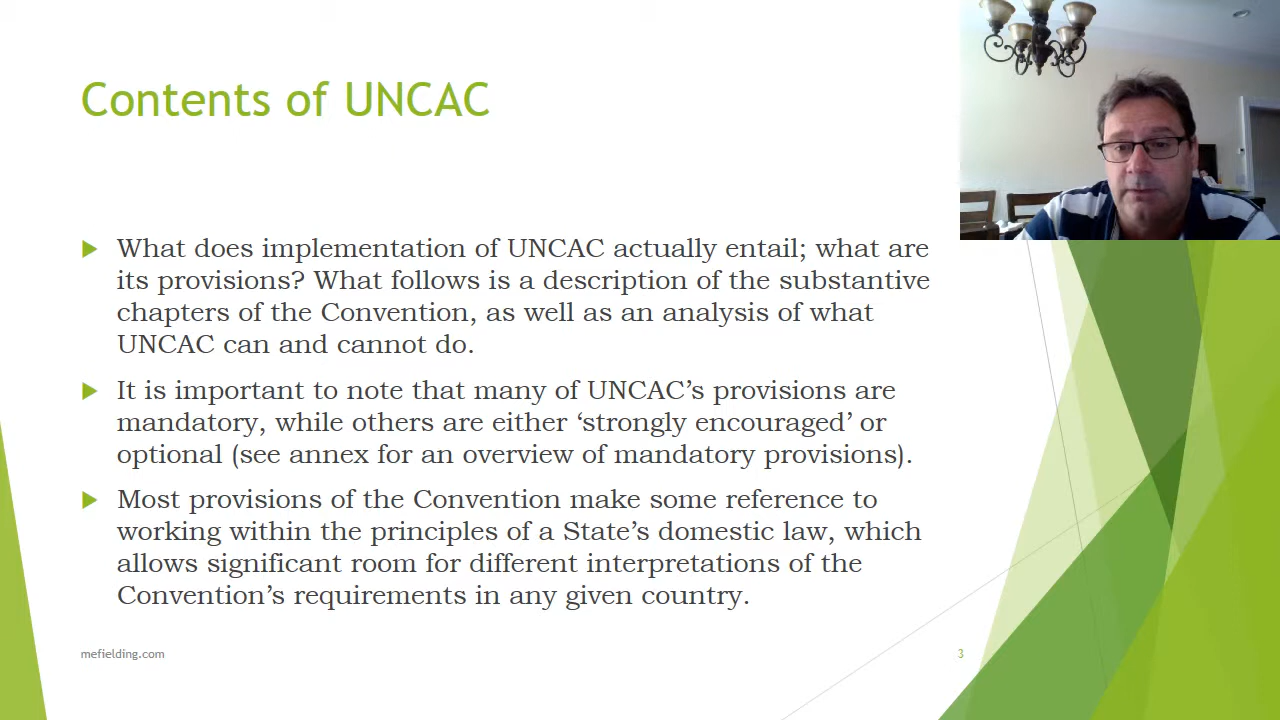 Contents of UNCAC
What does implementation of UNCAC actually entail; what are
its provisions? What follows is a description of the substantive
chapters of the Convention, as well as an analysis of what
UNCAC can and cannot do.
It is important to note that many of UNCAC’s provisions are
mandatory, while others are either ‘strongly encouraged’ or
optional (see annex for an overview of mandatory provisions).
Most provisions of the Convention make some reference to
working within the principles of a State’s domestic law, which
allows significant room for different interpretations of the
Convention’s requirements in any given country.
mefielding.com
3